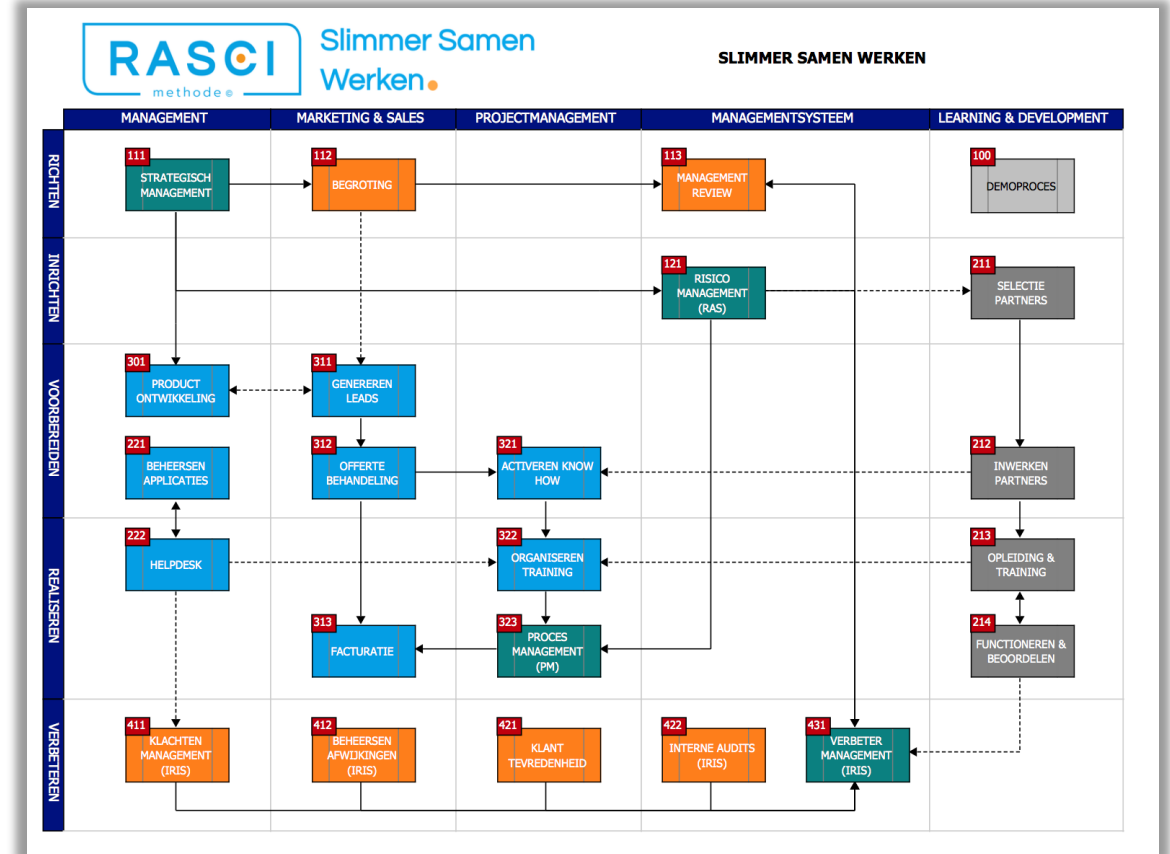 RASCI
methode©
Slimmer Samen
Werken.
SLIMMER SAMEN WERKEN
MANAGEMENT
MARKETING & SALES
PROJECTMANAGEMENT
MANAGEMENTSYSTEEM
LEARNING & DEVELOPMENT
RICHTEN
111
STRATEGISCH
MANAGEMENT
112
BEGROTING
113
MANAGEMENT
REVIEW
100
DEMOPROCES
INRICHTEN
121
RISICO
MANAGEMENT
(RAS)
211
SELECTIE
PARTNERS
VOORBEREIDEN
301
PRODUCT
ONTWIKKELING
311
GENEREREN
LEADS
221
BEHEERSEN
APPLICATIES
312
OFFERTE
BEHANDELING
321
ACTIVEREN KNOW
HOW
212
INWERKEN
PARTNERS
REALISEREN
222
HELPDESK
322
ORGANISEREN
TRAINING
213
OPLEIDING &
TRAINING
313
FACTURATIE
323
PROCES
MANAGEMENT
(PM)
214
FUNCTIONEREN &
BEOORDELEN
VERBETEREN
411
KLACHTEN
MANAGEMENT
(IRIS)
412
BEHEERSEN
AFWIJKINGEN
(IRIS)
421
KLANT
TEVREDENHEID
422
INTERNE AUDITS
(IRIS)
431
VERBETER
MANAGEMENT
(IRIS)